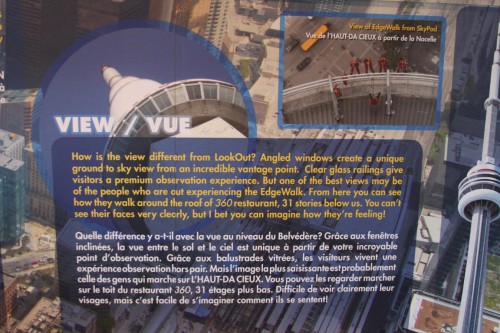 View of EdgeWalk from SkyPod
Vue de l'HAUT-DA CIEUX à partir de la Nacelle
VIEW / VUE
How is the view different from LookOut? Angled windows create a unique
ground to sky view from an incredible vantage point. Clear glass railings give
visitors a premium observation experience. But one of the best views may be
of the people who are out experiencing the EdgeWalk. From here you can see
how they walk around the roof of 360 restaurant, 31 stories below us. You can't
see their faces very clearly, but I bet you can imagine how they're feeling!
Quelle différence y a-t-il avec la vue au niveau du Belvédère? Grâce aux fenêtres
inclinées, la vue entre le sol et le ciel est unique à partir de votre incroyable
point d'observation. Grâce aux balustrades vitrées, les visiteurs vivent une
expérience observation hors pair. Mais l'image la plus saisissante est probablement
celle des gens qui marche sur L'HAUT-DA CIEUX. Vous pouvez les regarder marcher
sur le toit du restaurant 360, 31 étages plus bas. Difficile de voir clairement leur
visages, mais c'est facile de s'imaginer comment ils se sentent!